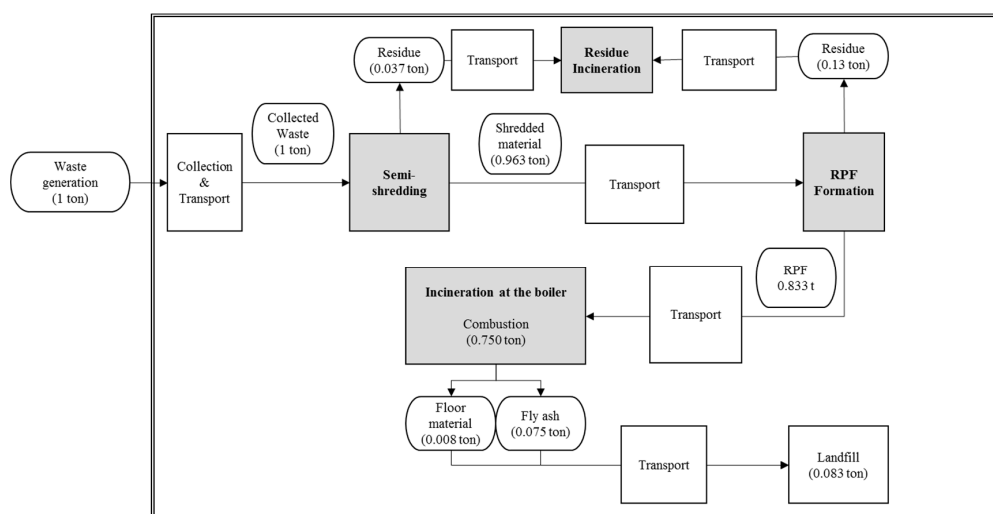 Residue
(0.037 ton)
Transport
Residue
Incineration
Transport
Residue
(0.13 ton)
Collected
Waste
(1 ton)
Shredded
material
(0.963 ton)
Waste
generation
(1 ton)
Collection
&
Transport
Semi-
shredding
Transport
RPF
Formation
RPF
0.833 t
Incineration at the boiler
Combustion
(0.750 ton)
Transport
Floor
material
(0.008 ton)
Fly ash
(0.075 ton)
Transport
Landfill
(0.083 ton)